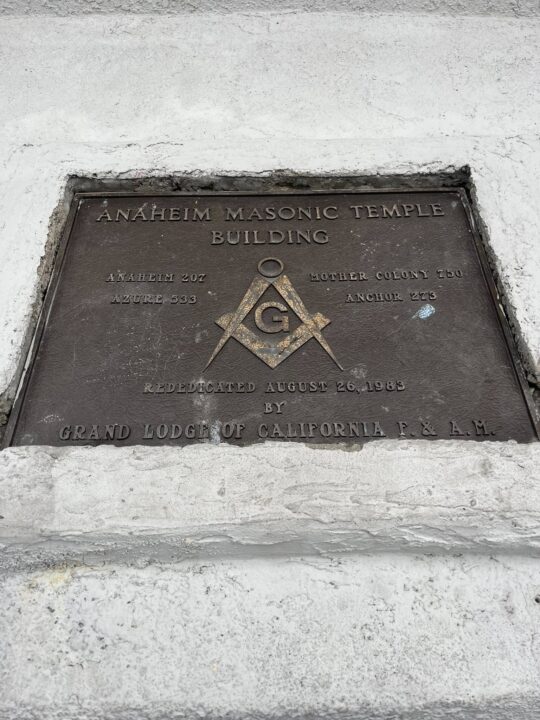 ANAHEIM MASONIC TEMPLE
BUILDING
ANAHEIM 207 MOTHER COLONY 750
AZURE 533 ANCHOR 273
G
REDEDICATED AUGUST 26, 1983
BY
GRAND LODGE OF CALIFORNIA F. & A. M.